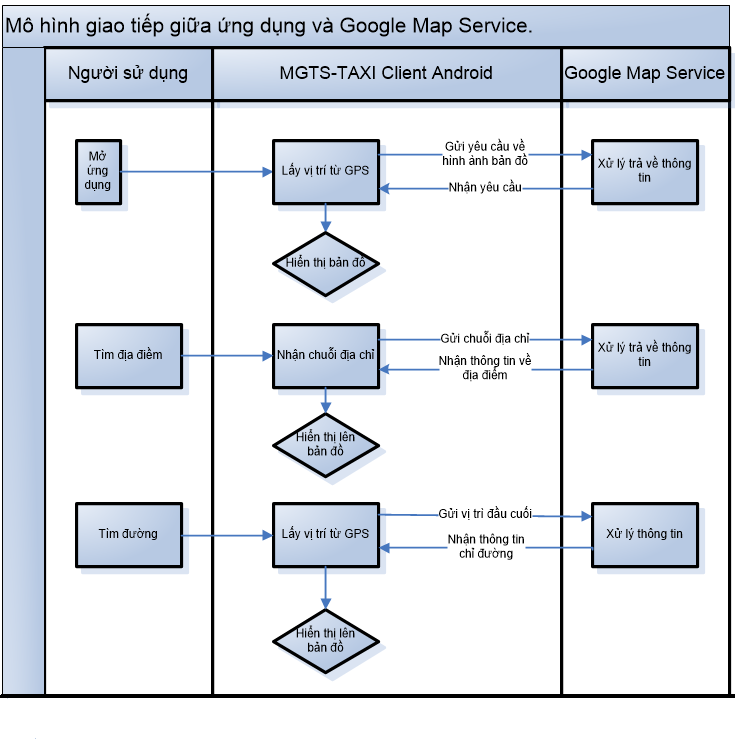 Mô hình giao tiếp giữa ứng dụng và Google Map Service.
Người sử dụng
MGTS-TAXI Client Android
Google Map Service
Mở
ứng
dụng
Lấy vị trí từ GPS
Gửi yêu cầu về
hình ảnh bản đồ
Nhận yêu cầu
Xử lý trả về thông
tin
Hiển thị bản đồ
Tìm địa điểm
Nhận chuỗi địa chỉ
Gửi chuỗi địa chỉ
Nhận thông tin về
địa điểm
Xử lý trả về thông
tin
Hiển thị lên
bản đồ
Tìm đường
Lấy vị trí từ GPS
Gửi vị trí đầu cuối
Nhận thông tin
chỉ đường
Xử lý thông tin
Hiển thị lên
bản đồ